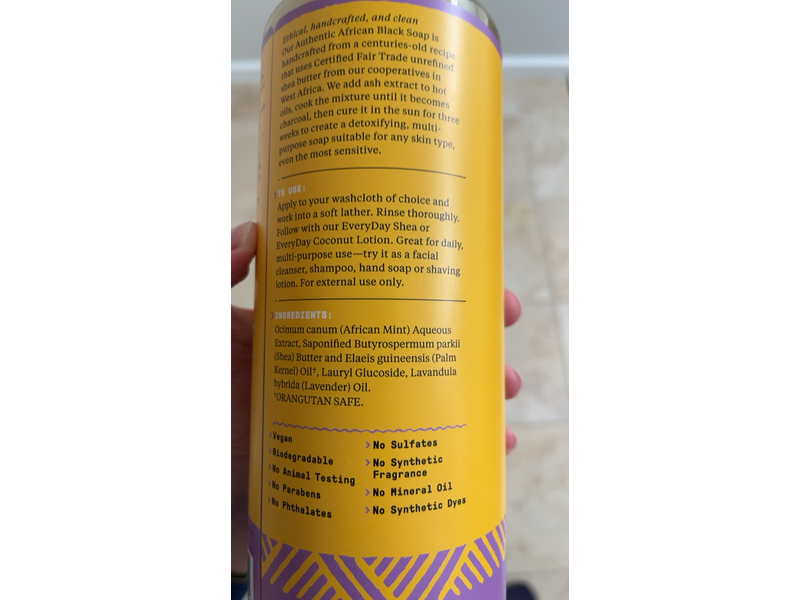 Ethical, handcrafted, and clean
Our Authentic African Black Soap is
handcrafted from a centuries-old recipe
that uses Certified Fair Trade unrefined
shea butter from our cooperatives in
West Africa. We add ash extract to hot
oils, cook the mixture until it becomes
charcoal, then cure it in the sun for three
weeks to create a detoxifying, multi-
purpose soap suitable for any skin type,
even the most sensitive.
TO USE:
Apply to your washcloth of choice and
work into a soft lather. Rinse thoroughly.
Follow with our EveryDay Shea or
EveryDay Coconut Lotion. Great for daily,
multi-purpose use—try it as a facial
cleanser, shampoo, hand soap or shaving
lotion. For external use only.
INGREDIENTS:
Ocimum canum (African Mint) Aqueous
Extract, Saponified Butyrospermum parkii
(Shea) Butter and Elaeis guineensis (Palm
Kernel) Oil†, Lauryl Glucoside, Lavandula
hybrida (Lavender) Oil.
†ORANGUTAN SAFE.
Vegan
Biodegradable
No Animal Testing
No Parabens
No Phthalates
No Sulfates
No Synthetic
Fragrance
No Mineral Oil
No Synthetic Dyes